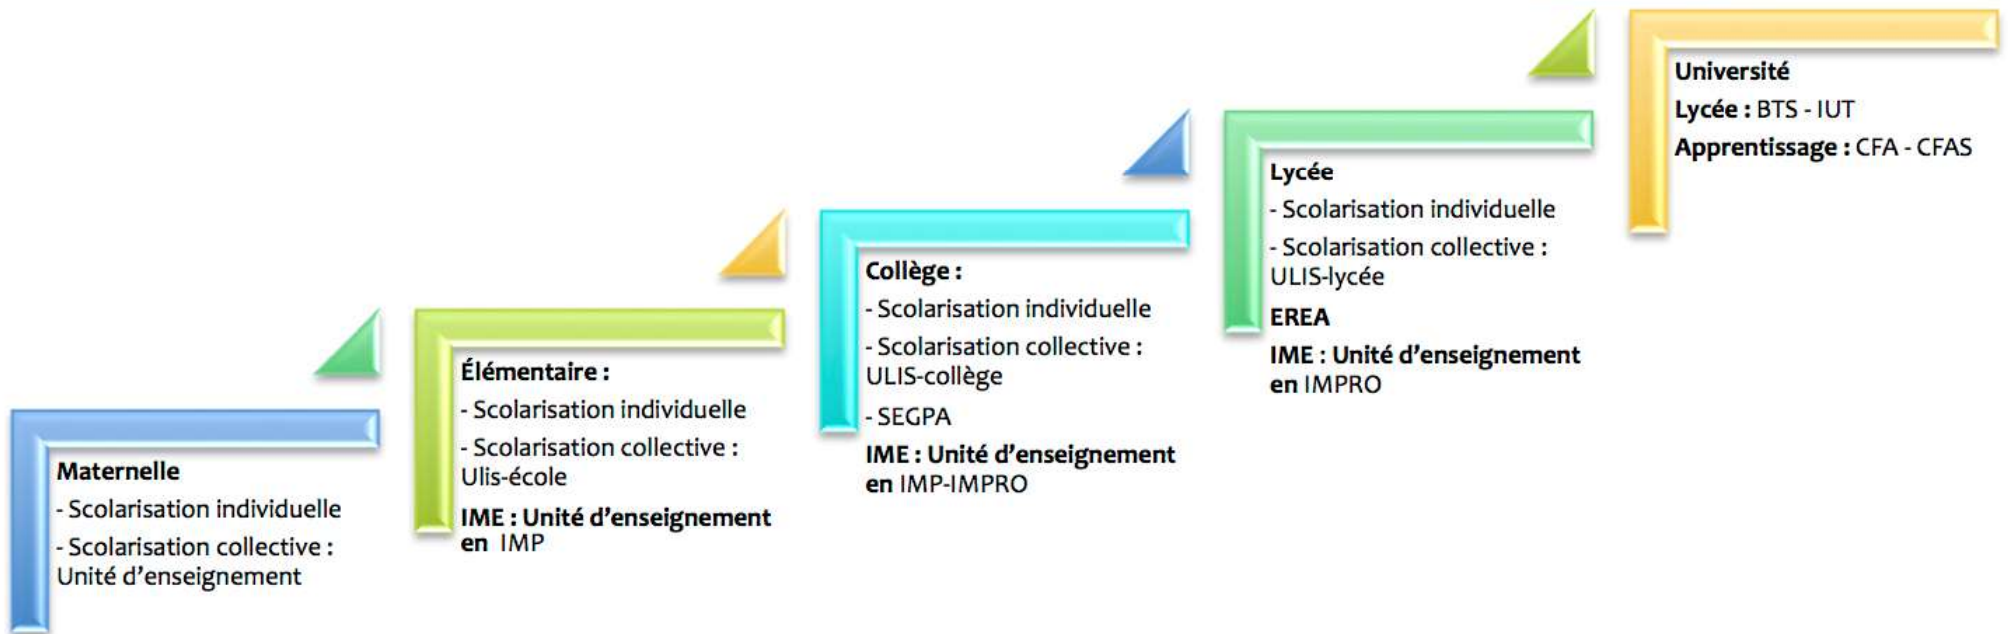 Maternelle
- Scolarisation individuelle
- Scolarisation collective :
Unité d’enseignement
Élémentaire :
- Scolarisation individuelle
- Scolarisation collective :
Ulis-école
IME : Unité d’enseignement
en IMP
Collège :
- Scolarisation individuelle
- Scolarisation collective :
ULIS-collège
- SEGPA
IME : Unité d’enseignement
en IMP-IMPRO
Lycée
- Scolarisation individuelle
- Scolarisation collective :
ULIS-lycée
EREA
IME : Unité d’enseignement
en IMPRO
Université
Lycée : BTS - IUT
Apprentissage : CFA - CFAS